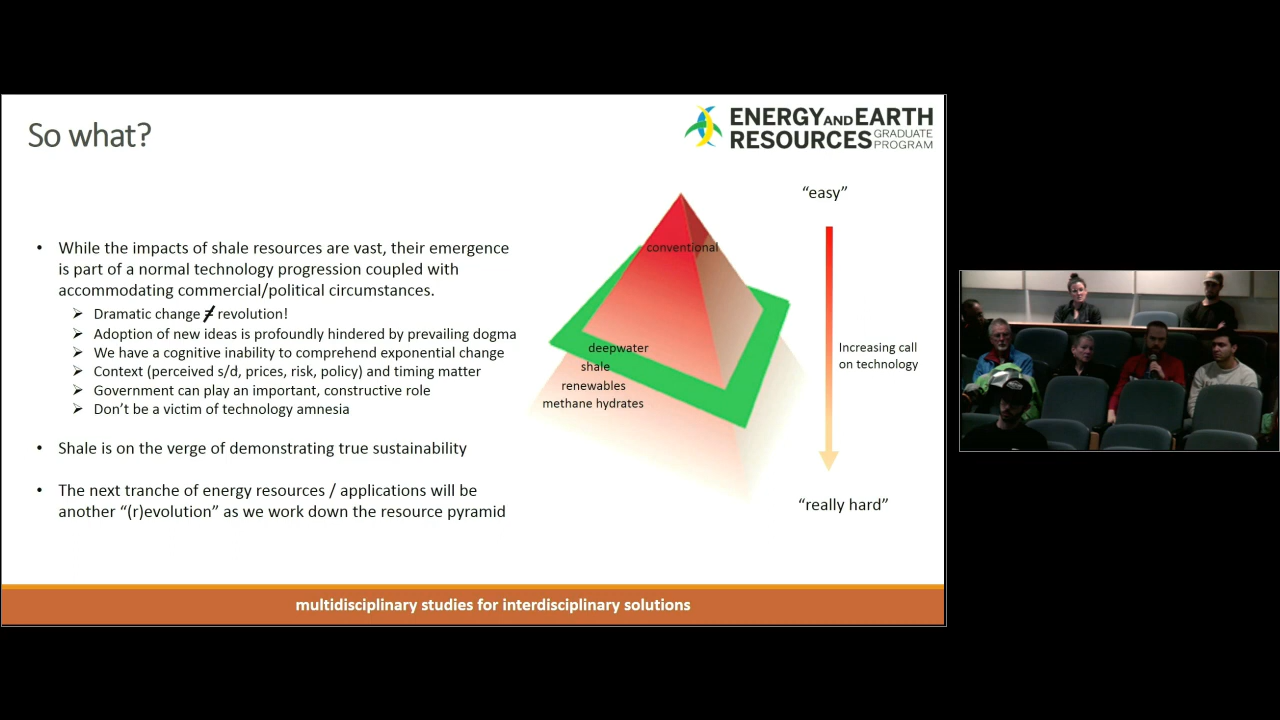 So what?
ENERGY AND EARTH
RESOURCES GRADUATE
PROGRAM
• While the impacts of shale resources are vast, their emergence
is part of a normal technology progression coupled with
accommodating commercial/political circumstances.
➢ Dramatic change ≠ revolution!
➢ Adoption of new ideas is profoundly hindered by prevailing dogma
➢ We have a cognitive inability to comprehend exponential change
➢ Context (perceived s/d, prices, risk, policy) and timing matter
➢ Government can play an important, constructive role
➢ Don’t be a victim of technology amnesia
• Shale is on the verge of demonstrating true sustainability
• The next tranche of energy resources / applications will be
another “(r)evolution” as we work down the resource pyramid
conventional
deepwater
shale
renewables
methane hydrates
“easy”
Increasing call
on technology
“really hard”
multidisciplinary studies for interdisciplinary solutions